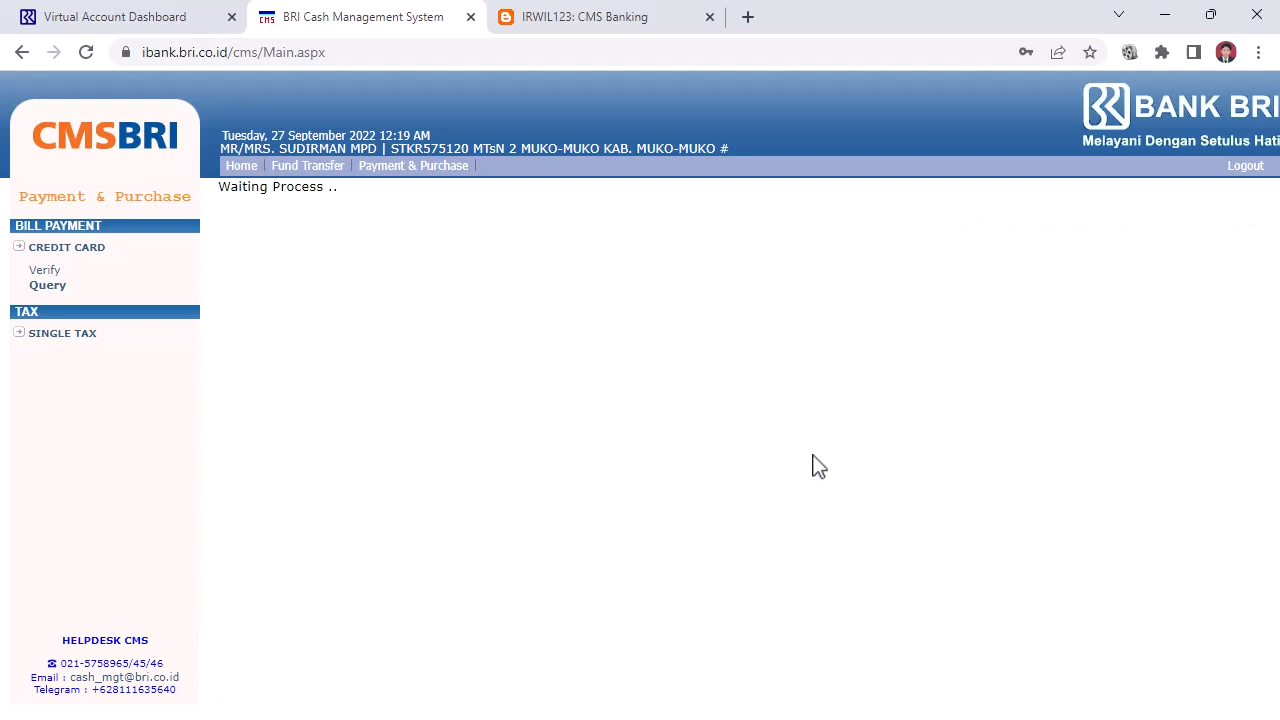 Virtual Account Dashboard
CMS BRI Cash Management System
IRWIL123: CMS Banking
ibank.bri.co.id/cms/Main.aspx
BANK BRI
Melayani Dengan Setulus Hati
CMSBRI
Tuesday, 27 September 2022 12:19 AM
MR/MRS. SUDIRMAN MPD | STKR575120 MTsN 2 MUKO-MUKO KAB. MUKO-MUKO #
Home | Fund Transfer | Payment & Purchase |
Logout
Waiting Process ..
Payment & Purchase
BILL PAYMENT
CREDIT CARD
Verify
Query
TAX
SINGLE TAX
HELPDESK CMS
☎ 021-5758965/45/46
Email : cash_mgt@bri.co.id
Telegram : +628111635640